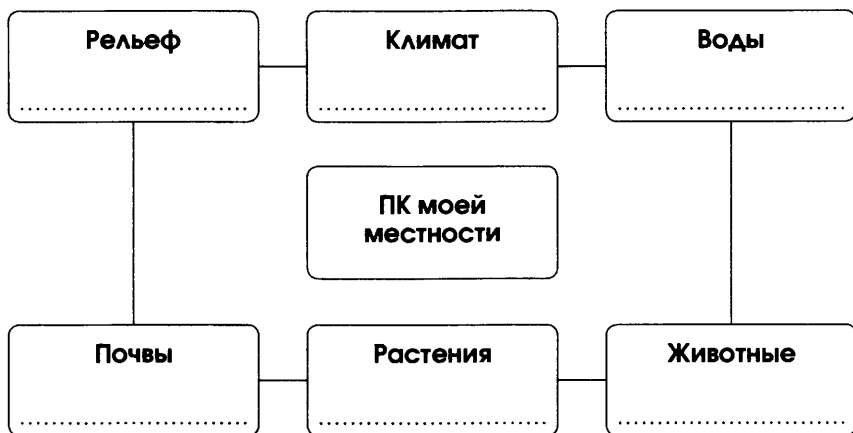 Рельеф
Климат
Воды
ПК моей
местности
Почвы
Растения
Животные